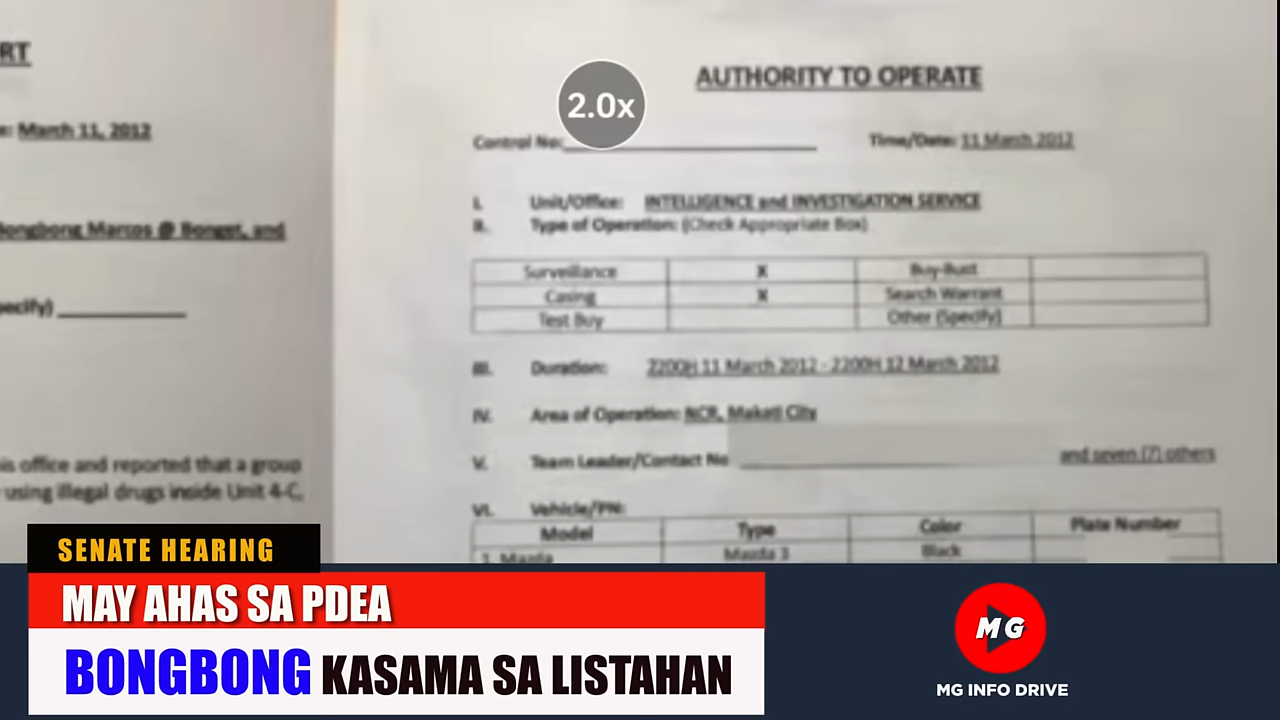 RT
e: March 11, 2012
Bongbong Marcos @ Bonget, and
pecify)
is office and reported that a group
using illegal drugs inside Unit 4-C,
2.0x
AUTHORITY TO OPERATE
Control No: Time/Date: 11 March 2012
I. Unit/Office: INTELLIGENCE and INVESTIGATION SERVICE
II. Type of Operation: (Check Appropriate Box)
Surveillance X Buy-Bust
Casing X Search Warrant
Test Buy Other (Specify)
III. Duration: 2200H 11 March 2012 - 2200H 12 March 2012
IV. Area of Operation: NCR, Makati City
V. Team Leader/Contact No and seven (7) others
VI. Vehicle/PN:
Model Type Color Plate Number
1. Mazda Mazda 3 Black
SENATE HEARING
MAY AHAS SA PDEA
BONGBONG KASAMA SA LISTAHAN
MG
MG INFO DRIVE